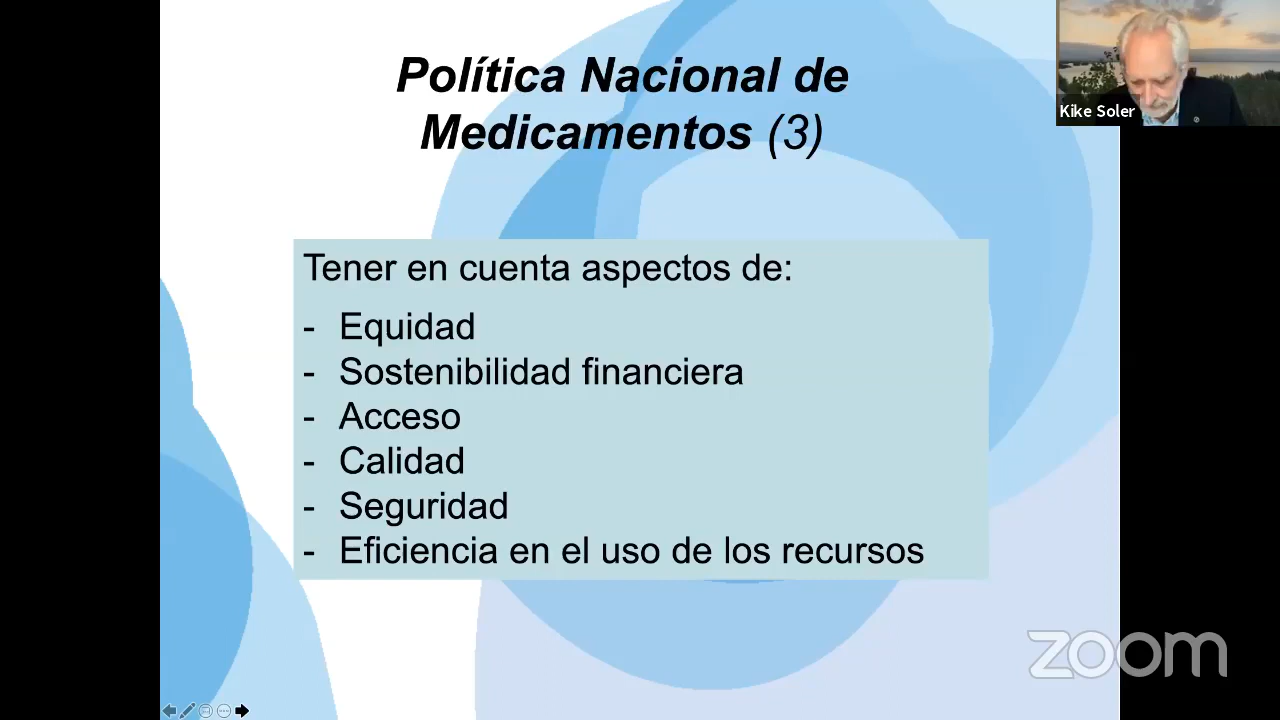 Política Nacional de
Medicamentos (3)
Kike Soler
Tener en cuenta aspectos de:
- Equidad
- Sostenibilidad financiera
- Acceso
- Calidad
- Seguridad
- Eficiencia en el uso de los recursos
zoom